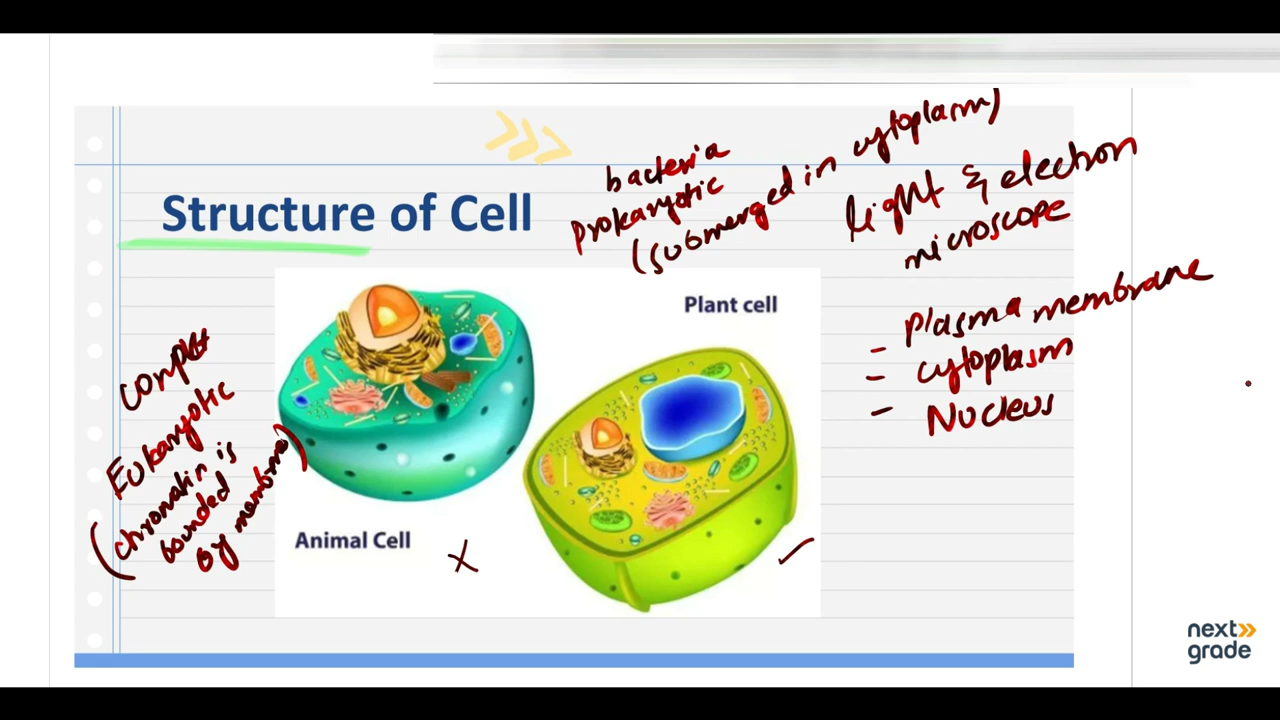 Structure of Cell
bacteria
prokaryotic
(submerged in cytoplasm)
light & electron
microscope
- Plasma membrane
- cytoplasm
- Nucleus
Plant cell
Animal Cell
Eukaryotic
(chromatin is
bounded
by membrane)
next
grade